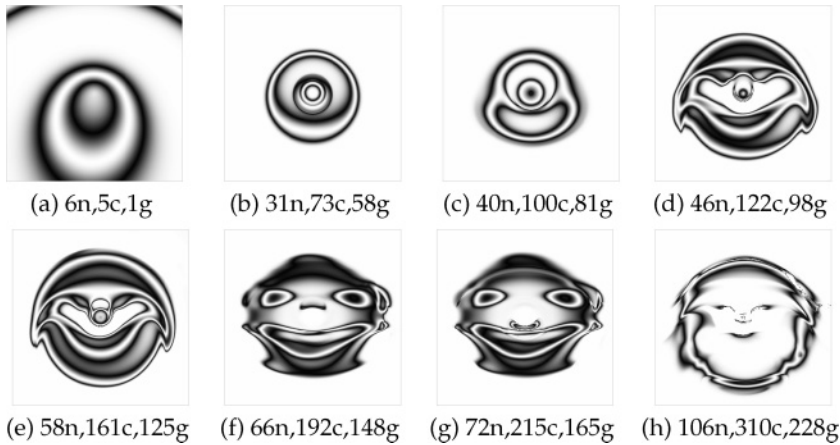 (a) 6n,5c,1g
(b) 31n,73c,58g
(c) 40n,100c,81g
(d) 46n,122c,98g
(e) 58n,161c,125g
(f) 66n,192c,148g
(g) 72n,215c,165g
(h) 106n,310c,228g